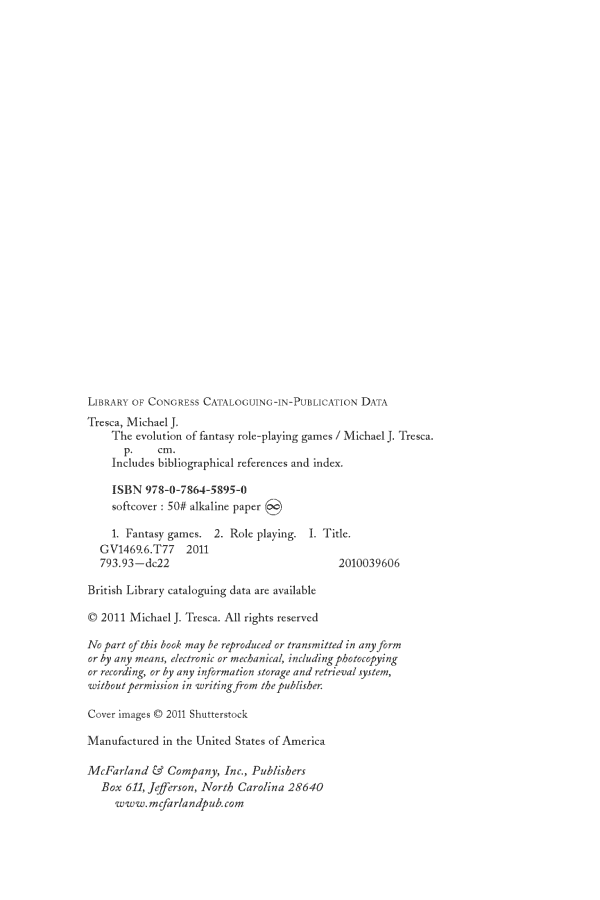 LIBRARY OF CONGRESS CATALOGUING-IN-PUBLICATION DATA
Tresca, Michael J.
The evolution of fantasy role-playing games / Michael J. Tresca.
p. cm.
Includes bibliographical references and index.
ISBN 978-0-7864-5895-0
softcover : 50# alkaline paper ♾
1. Fantasy games. 2. Role playing. I. Title.
GV1469.6.T77 2011
793.93—dc22 2010039606
British Library cataloguing data are available
© 2011 Michael J. Tresca. All rights reserved
No part of this book may be reproduced or transmitted in any form
or by any means, electronic or mechanical, including photocopying
or recording, or by any information storage and retrieval system,
without permission in writing from the publisher.
Cover images © 2011 Shutterstock
Manufactured in the United States of America
McFarland & Company, Inc., Publishers
Box 611, Jefferson, North Carolina 28640
www.mcfarlandpub.com